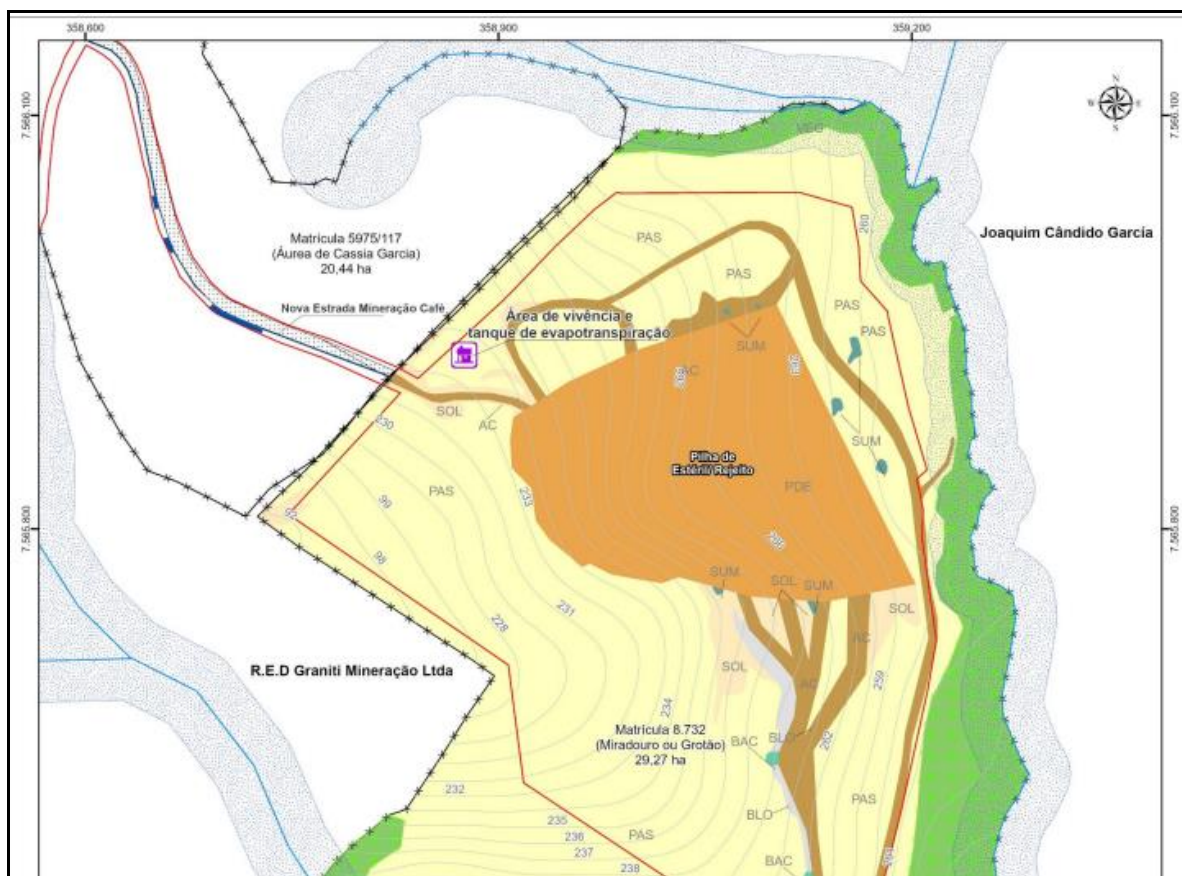 358,600
358,900
359,200
7.566.100
7.566.100
N
W
E
S
VEG
Matrícula 5975/117
(Áurea de Cassia Garcia)
20,44 ha
PAS
260
Joaquim Cândido Garcia
PAS
Nova Estrada Mineração Café
Área de vivência e
tanque de evapotranspiração
PAS
PAS
SUM
AC
SOL
AC
230
SUM
Pilha de
Estéril/ Rejeito
PAS
233
PDE
99
92
7.565.800
7.565.800
98
SUM
SOL
SUM
SOL
231
228
AC
R.E.D Graniti Mineração Ltda
SOL
259
AC
234
Matrícula 8.732
(Miradouro ou Grotão)
29,27 ha
BAC
BLO
262
232
PAS
BLO
235
236
237
238
PAS
BAC
261